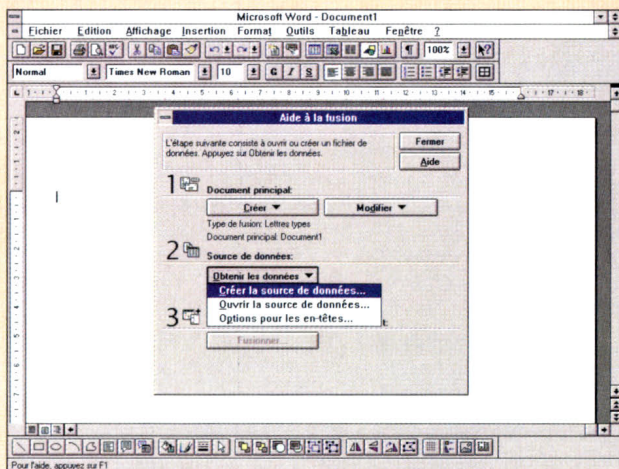 Microsoft Word - Document1
Fichier Edition Affichage Insertion Format Outils Tableau Fenêtre ?
100%
Normal Times New Roman 10 G I S
Aide à la fusion
L'étape suivante consiste à ouvrir ou créer un fichier de
données. Appuyez sur Obtenir les données.
Fermer
Aide
1 Document principal:
Créer Modifier
Type de fusion: Lettres types
Document principal: Document1
2 Source de données:
Obtenir les données
Créer la source de données...
Ouvrir la source de données...
Options pour les en-têtes...
3
Fusionner...
Pour l'aide, appuyez sur F1